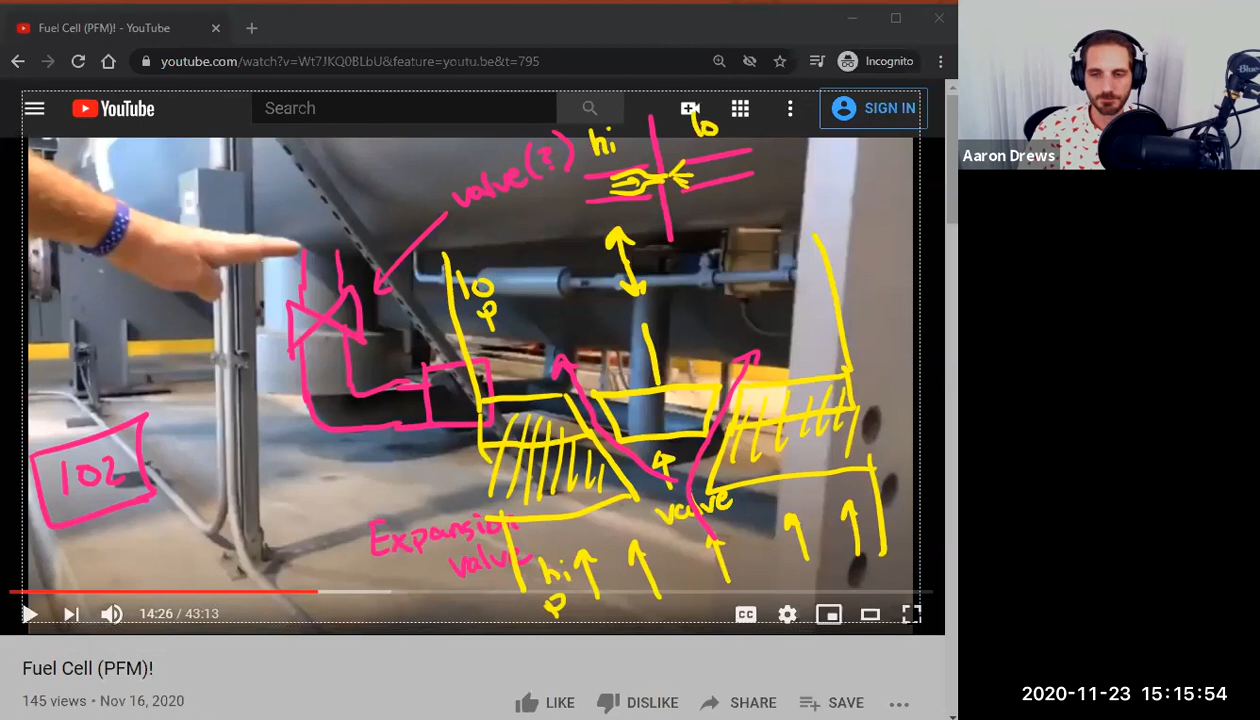 Fuel Cell (PFM)! - YouTube
youtube.com/watch?v=Wt7JKQ0BLbU&feature=youtu.be&t=795
Incognito
YouTube
Search
SIGN IN
Blue
Aaron Drews
hi
lo
valve(?)
lo
P
102
valve
Expansion
valve
hi
P
14:26 / 43:13
CC
Fuel Cell (PFM)!
145 views • Nov 16, 2020
LIKE
DISLIKE
SHARE
SAVE
2020-11-23 15:15:54